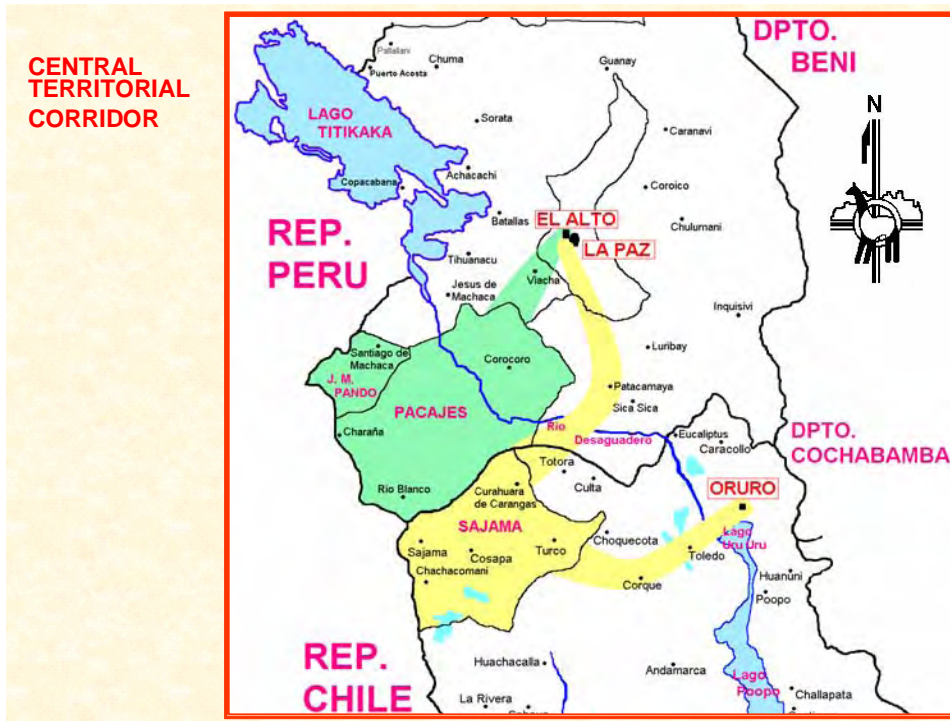 CENTRAL
TERRITORIAL
CORRIDOR
DPTO.
BENI
Pallallani
Puerto Acosta
Chuma
Guanay
N
LAGO
TITIKAKA
Sorata
Caranavi
Achacachi
Copacabana
Coroico
Batallas
EL ALTO
LA PAZ
Chulumani
REP.
PERU
Tihuanacu
Viacha
Jesus de
Machaca
Inquisivi
Santiago de
Machaca
Corocoro
Luribay
J. M.
PANDO
PACAJES
Patacamaya
Sica Sica
Charaña
Rio
Desaguadero
Eucaliptus
Caracollo
DPTO.
COCHABAMBA
Totora
Culta
Rio Blanco
Curahuara
de Carangas
ORURO
SAJAMA
Lago
Uru Uru
Sajama
Cosapa
Turco
Choquecota
Toledo
Chachacomani
Corque
Huanuni
Poopo
REP.
CHILE
Huachacalla
Andamarca
Lago
Poopo
Challapata
La Rivera